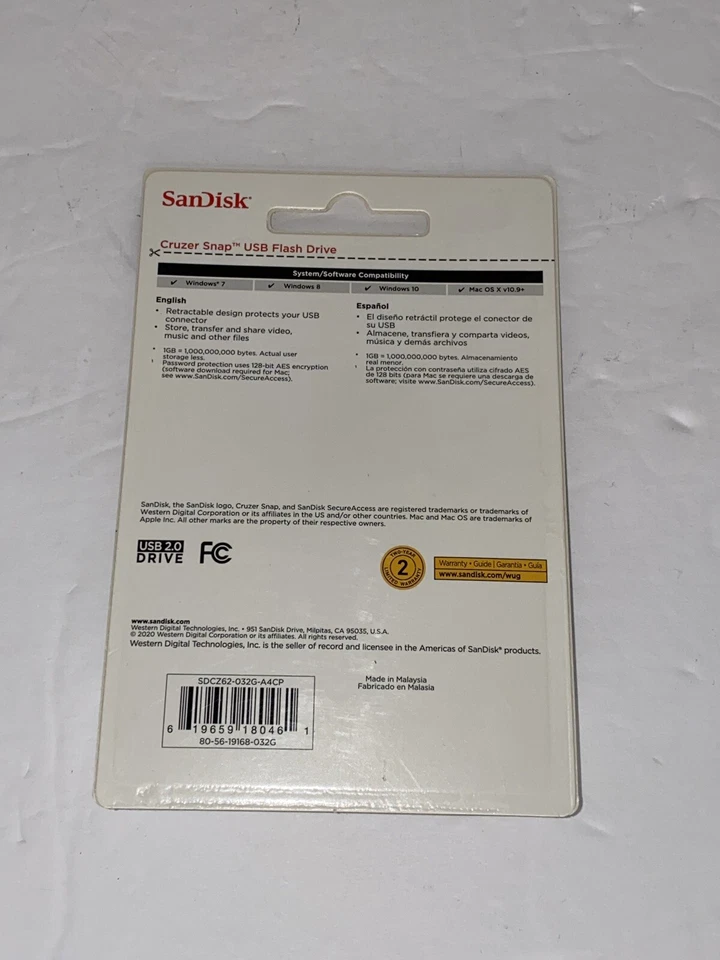 SanDisk®
Cruzer Snap™ USB Flash Drive
System/Software Compatibility
✓ Windows® 7 ✓ Windows 8 ✓ Windows 10 ✓ Mac OS X v10.9+
English
• Retractable design protects your USB
connector
• Store, transfer and share video,
music and other files
* 1GB = 1,000,000,000 bytes. Actual user
storage less.
¹ Password protection uses 128-bit AES encryption
(software download required for Mac;
see www.SanDisk.com/SecureAccess).
Español
• El diseño retráctil protege el conector de
su USB
• Almacene, transfiera y comparta videos,
música y demás archivos
* 1GB = 1,000,000,000 bytes. Almacenamiento
real menor.
¹ La protección con contraseña utiliza cifrado AES
de 128 bits (para Mac se requiere una descarga de
software; visite www.SanDisk.com/SecureAccess).
SanDisk, the SanDisk logo, Cruzer Snap, and SanDisk SecureAccess are registered trademarks or trademarks of
Western Digital Corporation or its affiliates in the US and/or other countries. Mac and Mac OS are trademarks of
Apple Inc. All other marks are the property of their respective owners.
USB 2.0
DRIVE
FC
TWO-YEAR
2
LIMITED WARRANTY
Warranty • Guide | Garantía • Guía
www.sandisk.com/wug
www.sandisk.com
Western Digital Technologies, Inc. • 951 SanDisk Drive, Milpitas, CA 95035, U.S.A.
© 2020 Western Digital Corporation or its affiliates. All rights reserved.
Western Digital Technologies, Inc. is the seller of record and licensee in the Americas of SanDisk® products.
SDCZ62-032G-A4CP
6 19659 18046 1
80-56-19168-032G
Made in Malaysia
Fabricado en Malasia